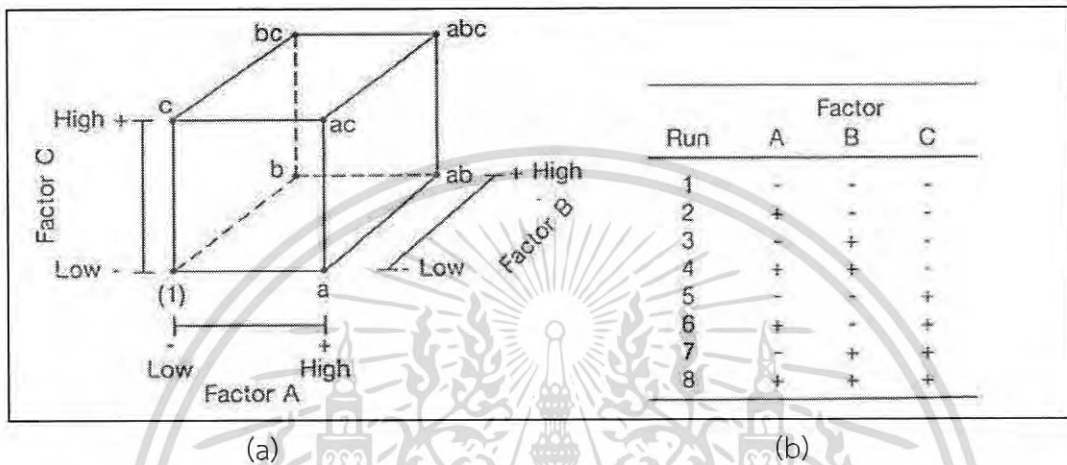 bc
abc
c
High +
ac
Factor C
b
ab
+ High
Factor B
- Low
Low -
(1)
a
- +
Low High
Factor A
Factor
Run A B C
1 - - -
2 + - -
3 - + -
4 + + -
5 - - +
6 + - +
7 - + +
8 + + +
(a) (b)